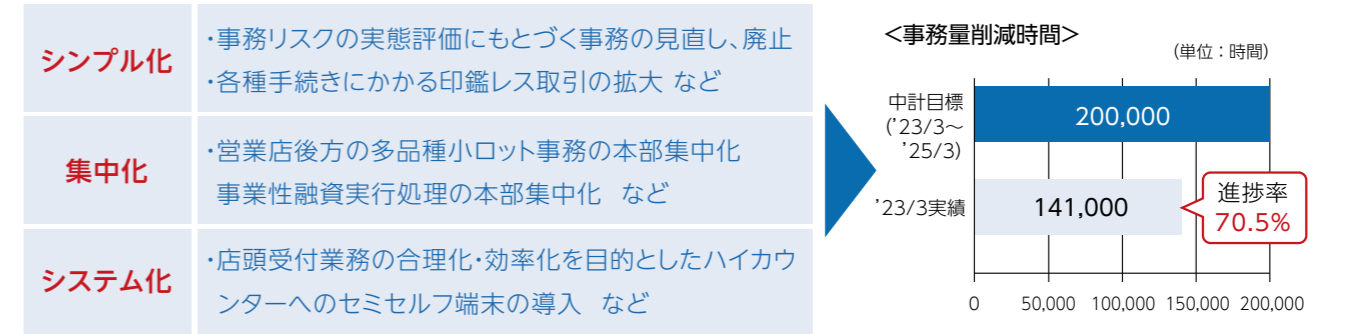 シンプル化
・事務リスクの実態評価にもとづく事務の見直し、廃止
・各種手続きにかかる印鑑レス取引の拡大 など
集中化
・営業店後方の多品種小ロット事務の本部集中化
事業性融資実行処理の本部集中化 など
システム化
・店頭受付業務の合理化・効率化を目的としたハイカウ
ンターへのセミセルフ端末の導入 など
<事務量削減時間>
(単位:時間)
中計目標
('23/3~
'25/3)
200,000
'23/3実績
141,000
進捗率
70.5%
0 50,000 100,000 150,000 200,000